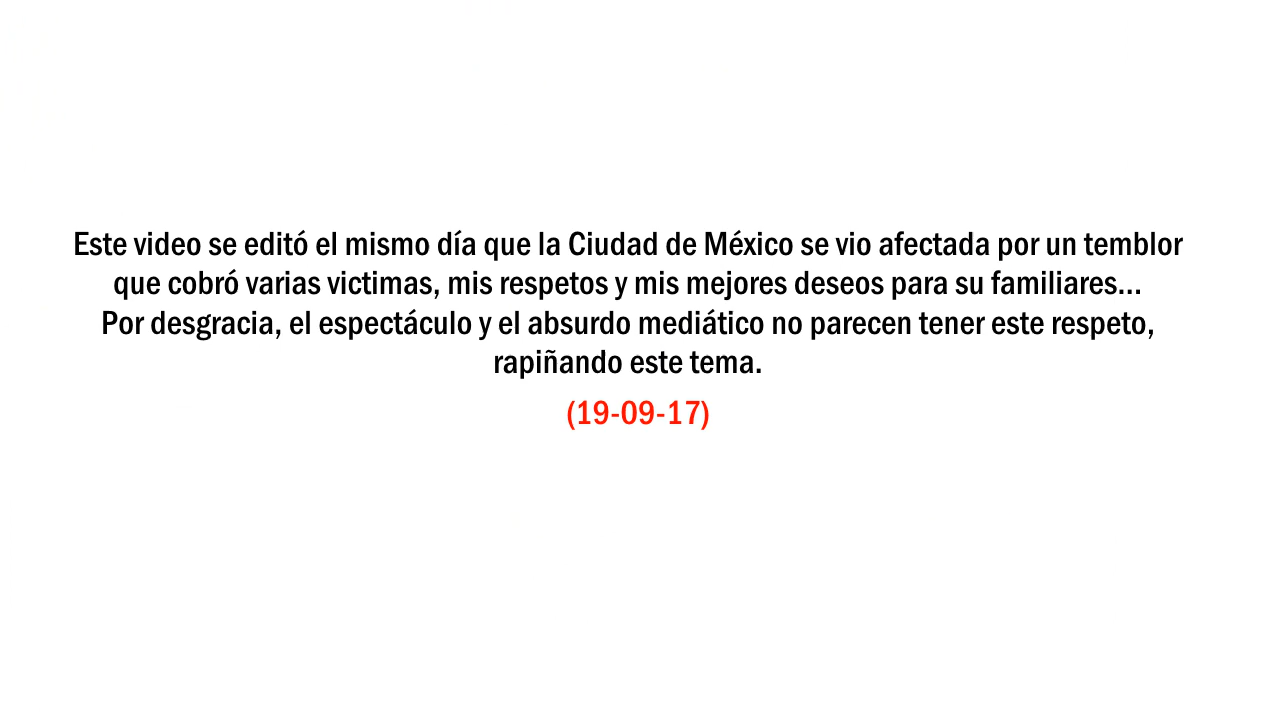 Este video se editó el mismo día que la Ciudad de México se vio afectada por un temblor
que cobró varias victimas, mis respetos y mis mejores deseos para su familiares...
Por desgracia, el espectáculo y el absurdo mediático no parecen tener este respeto,
rapiñando este tema.
(19-09-17)